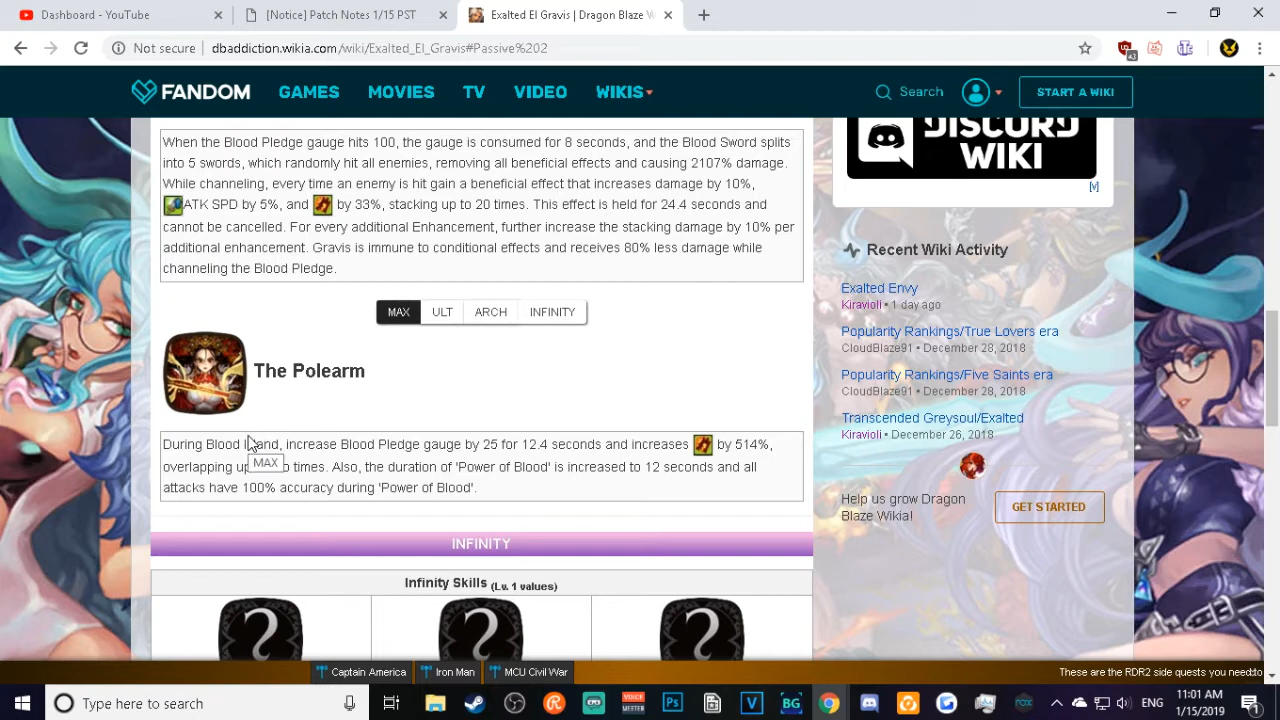 Dashboard - YouTube
[Notice] Patch Notes 1/15 PST
Exalted El Gravis | Dragon Blaze W
Not secure
dbaddiction.wikia.com/wiki/Exalted_El_Gravis#Passive%202
FANDOM
GAMES
MOVIES
TV
VIDEO
WIKIS
Search
START A WIKI
When the Blood Pledge gauge hits 100, the gauge is consumed for 8 seconds, and the Blood Sword splits
into 5 swords, which randomly hit all enemies, removing all beneficial effects and causing 2107% damage.
While channeling, every time an enemy is hit gain a beneficial effect that increases damage by 10%,
ATK SPD by 5%, and by 33%, stacking up to 20 times. This effect is held for 24.4 seconds and
cannot be cancelled. For every additional Enhancement, further increase the stacking damage by 10% per
additional enhancement. Gravis is immune to conditional effects and receives 80% less damage while
channeling the Blood Pledge.
MAX
ULT
ARCH
INFINITY
The Polearm
During Blood and, increase Blood Pledge gauge by 25 for 12.4 seconds and increases by 514%,
overlapping up times. Also, the duration of 'Power of Blood' is increased to 12 seconds and all
MAX
attacks have 100% accuracy during 'Power of Blood'.
INFINITY
Infinity Skills (Lv. 1 values)
DISCORD
WIKI
[v]
Recent Wiki Activity
Exalted Envy
Kiravioli • 1 day ago
Popularity Rankings/True Lovers era
CloudBlaze91 • December 28, 2018
Popularity Rankings/Five Saints era
CloudBlaze91 • December 28, 2018
Transcended Greysoul/Exalted
Kiravioli • December 26, 2018
Help us grow Dragon
Blaze Wikia!
GET STARTED
Captain America
Iron Man
MCU Civil War
These are the RDR2 side quests you need to
Type here to search
VOICE
MEETER
Ps
V
BG
nox
ENG
11:01 AM
1/15/2019